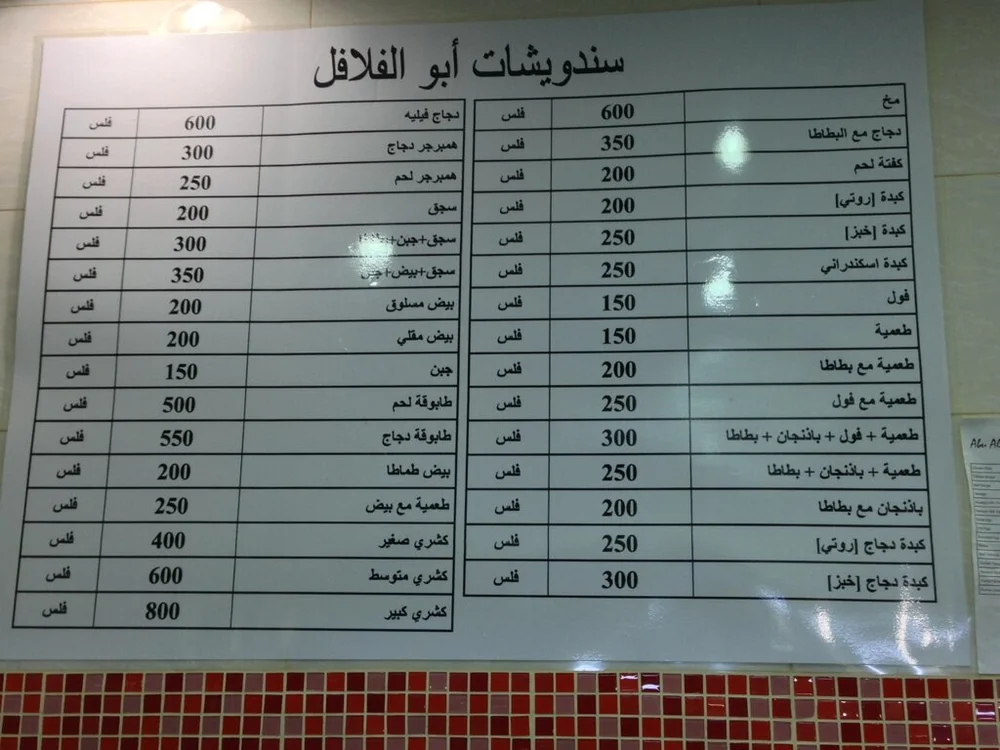 سندويشات أبو الفلافل
مخ 600 فلس
دجاج مع البطاطا 350 فلس
كفتة لحم 200 فلس
كبدة [روتي] 200 فلس
كبدة [خبز] 250 فلس
كبدة اسكندراني 250 فلس
فول 150 فلس
طعمية 150 فلس
طعمية مع بطاطا 200 فلس
طعمية مع فول 250 فلس
طعمية + فول + باذنجان + بطاطا 300 فلس
طعمية + باذنجان + بطاطا 250 فلس
باذنجان مع بطاطا 200 فلس
كبدة دجاج [روتي] 250 فلس
كبدة دجاج [خبز] 300 فلس
دجاج فيليه 600 فلس
همبرجر دجاج 300 فلس
همبرجر لحم 250 فلس
سجق 200 فلس
سجق+جبن+ 300 فلس
سجق+بيض+جبن 350 فلس
بيض مسلوق 200 فلس
بيض مقلي 200 فلس
جبن 150 فلس
طابوقة لحم 500 فلس
طابوقة دجاج 550 فلس
بيض طماطا 200 فلس
طعمية مع بيض 250 فلس
كشري صغير 400 فلس
كشري متوسط 600 فلس
كشري كبير 800 فلس